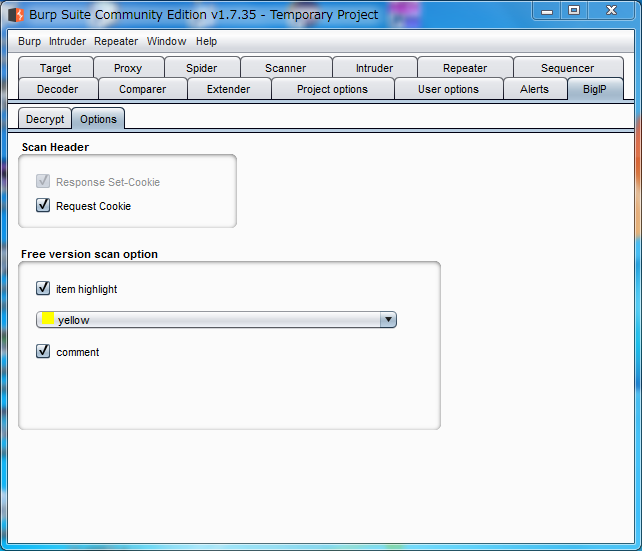 Burp Suite Community Edition v1.7.35 - Temporary Project
Burp Intruder Repeater Window Help
Target Proxy Spider Scanner Intruder Repeater Sequencer
Decoder Comparer Extender Project options User options Alerts BigIP
Decrypt Options
Scan Header
Response Set-Cookie
Request Cookie
Free version scan option
item highlight
yellow
comment